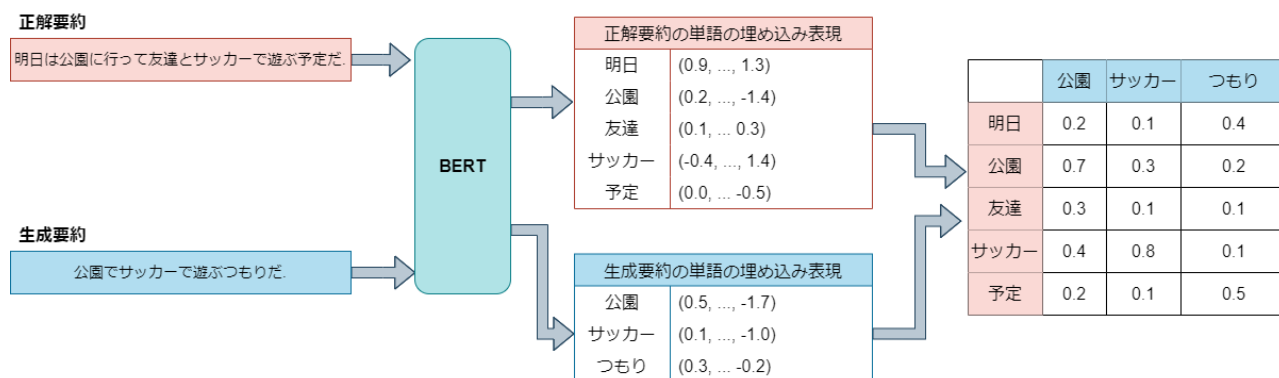 正解要約
明日は公園に行って友達とサッカーで遊ぶ予定だ.
生成要約
公園でサッカーで遊ぶつもりだ.
BERT
正解要約の単語の埋め込み表現
明日 (0.9, ..., 1.3)
公園 (0.2, ..., -1.4)
友達 (0.1, ... 0.3)
サッカー (-0.4, ..., 1.4)
予定 (0.0, ... -0.5)
生成要約の単語の埋め込み表現
公園 (0.5, ..., -1.7)
サッカー (0.1, ..., -1.0)
つもり (0.3, ... -0.2)
公園 サッカー つもり
明日 0.2 0.1 0.4
公園 0.7 0.3 0.2
友達 0.3 0.1 0.1
サッカー 0.4 0.8 0.1
予定 0.2 0.1 0.5